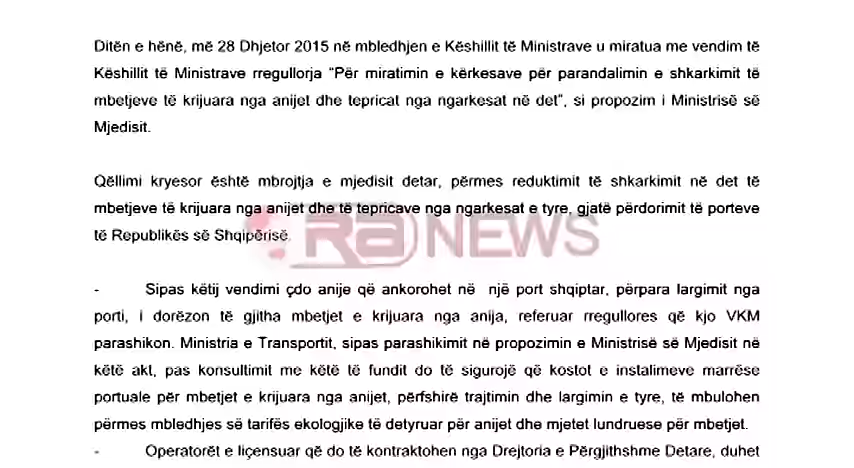 Ditën e hënë, më 28 Dhjetor 2015 në mbledhjen e Këshillit të Ministrave u miratua me vendim të
Këshillit të Ministrave rregullorja “Për miratimin e kërkesave për parandalimin e shkarkimit të
mbetjeve të krijuara nga anijet dhe tepricat nga ngarkesat në det”, si propozim i Ministrisë së
Mjedisit.
Qëllimi kryesor është mbrojtja e mjedisit detar, përmes reduktimit të shkarkimit në det të
mbetjeve të krijuara nga anijet dhe të tepricave nga ngarkesat e tyre, gjatë përdorimit të porteve
të Republikës së Shqipërisë.
Ra NEWS
- Sipas këtij vendimi çdo anije që ankorohet në një port shqiptar, përpara largimit nga
porti, i dorëzon të gjitha mbetjet e krijuara nga anija, referuar rregullores që kjo VKM
parashikon. Ministria e Transportit, sipas parashikimit në propozimin e Ministrisë së Mjedisit në
këtë akt, pas konsultimit me këtë të fundit do të sigurojë që kostot e instalimeve marrëse
portuale për mbetjet e krijuara nga anijet, përfshirë trajtimin dhe largimin e tyre, të mbulohen
përmes mbledhjes së tarifës ekologjike të detyruar për anijet dhe mjetet lundruese për mbetjet.
- Operatorët e liçensuar që do të kontraktohen nga Drejtoria e Përgjithshme Detare, duhet